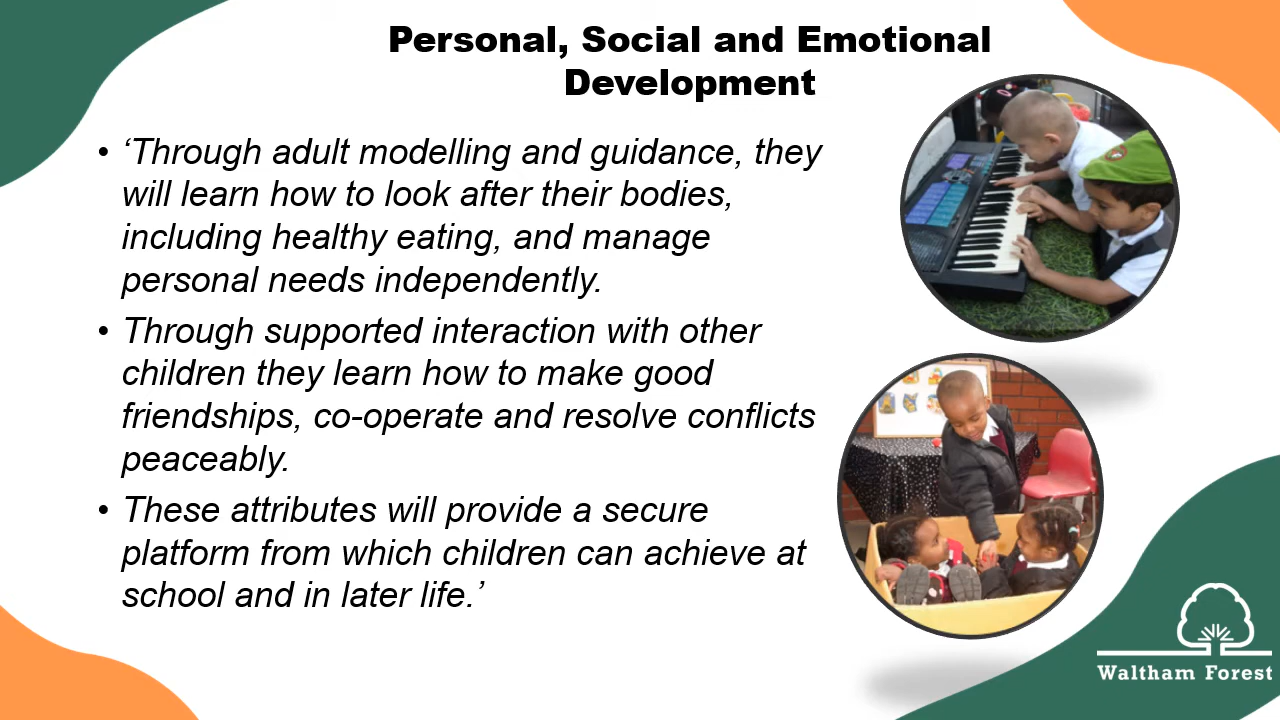 Personal, Social and Emotional
Development
• ‘Through adult modelling and guidance, they
will learn how to look after their bodies,
including healthy eating, and manage
personal needs independently.
• Through supported interaction with other
children they learn how to make good
friendships, co-operate and resolve conflicts
peaceably.
• These attributes will provide a secure
platform from which children can achieve at
school and in later life.’
Waltham Forest